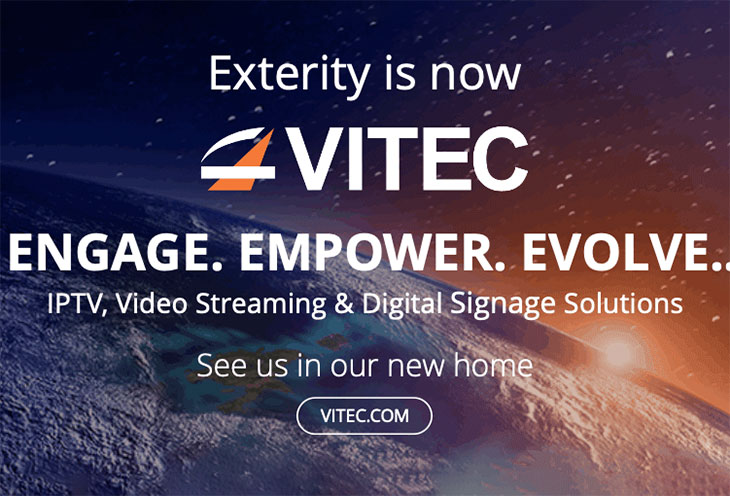 Exterity is now
VITEC
ENGAGE. EMPOWER. EVOLVE..
IPTV, Video Streaming & Digital Signage Solutions
See us in our new home
VITEC.COM